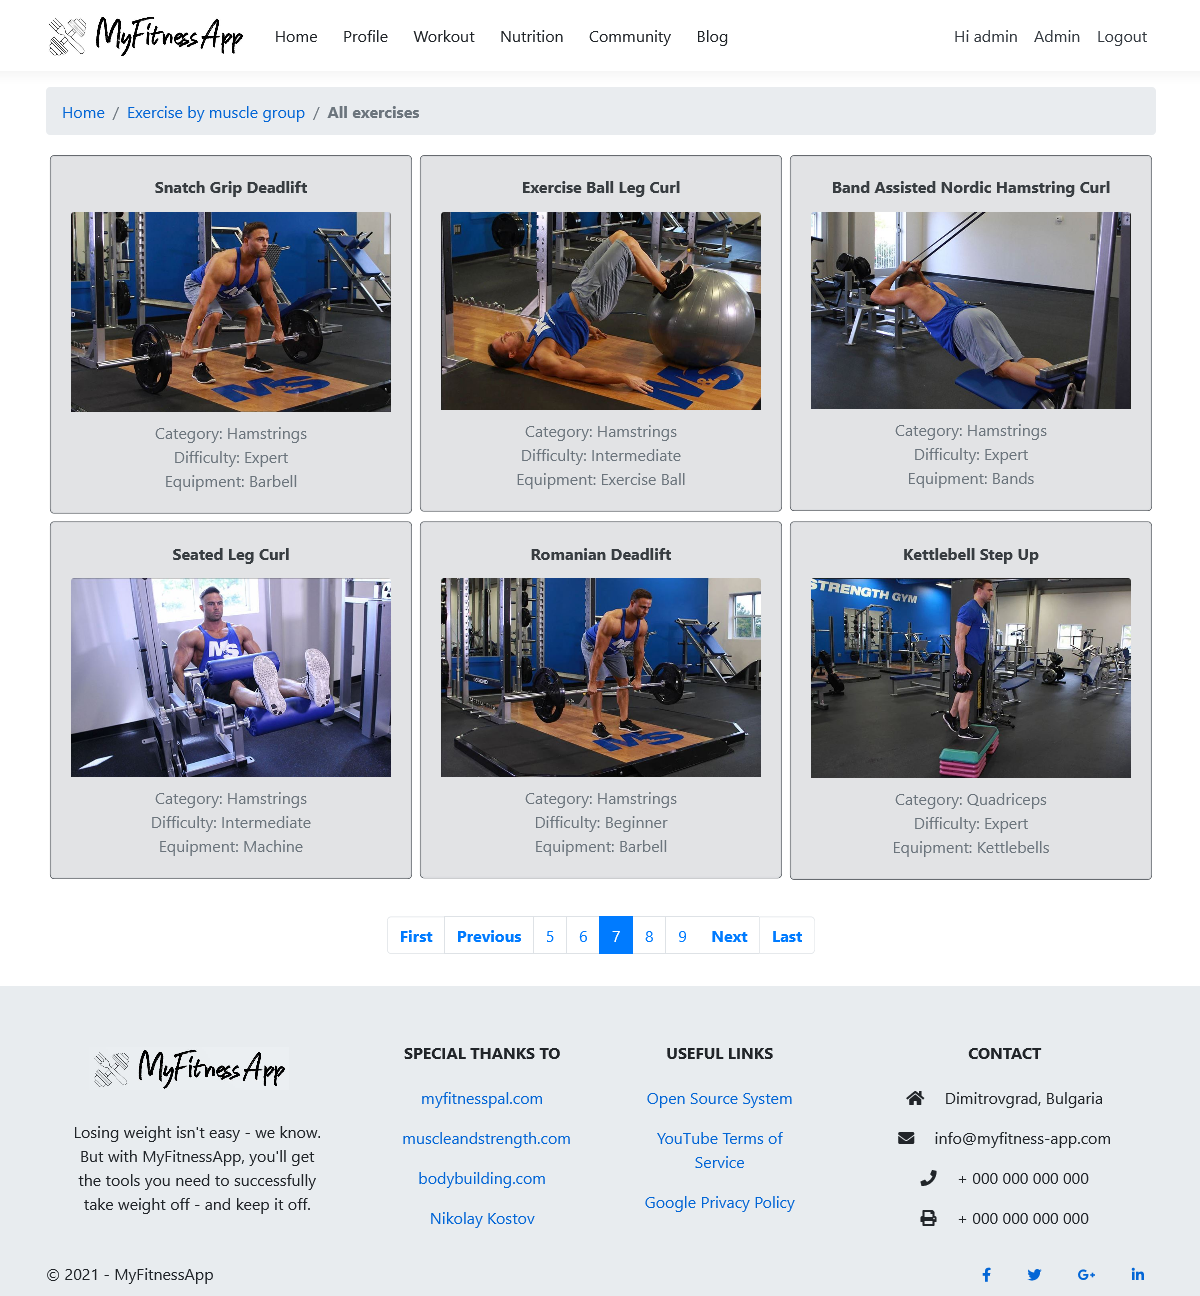 MyFitnessApp
Home Profile Workout Nutrition Community Blog
Hi admin Admin Logout
Home / Exercise by muscle group / All exercises
Snatch Grip Deadlift
MS
Category: Hamstrings
Difficulty: Expert
Equipment: Barbell
Exercise Ball Leg Curl
MS
Category: Hamstrings
Difficulty: Intermediate
Equipment: Exercise Ball
Band Assisted Nordic Hamstring Curl
Category: Hamstrings
Difficulty: Expert
Equipment: Bands
Seated Leg Curl
MS
Category: Hamstrings
Difficulty: Intermediate
Equipment: Machine
Romanian Deadlift
MS
Category: Hamstrings
Difficulty: Beginner
Equipment: Barbell
Kettlebell Step Up
STRENGTH GYM
Category: Quadriceps
Difficulty: Expert
Equipment: Kettlebells
First Previous 5 6 7 8 9 Next Last
MyFitnessApp
Losing weight isn't easy - we know.
But with MyFitnessApp, you'll get
the tools you need to successfully
take weight off - and keep it off.
SPECIAL THANKS TO
myfitnesspal.com
muscleandstrength.com
bodybuilding.com
Nikolay Kostov
USEFUL LINKS
Open Source System
YouTube Terms of
Service
Google Privacy Policy
CONTACT
Dimitrovgrad, Bulgaria
info@myfitness-app.com
+ 000 000 000 000
+ 000 000 000 000
© 2021 - MyFitnessApp